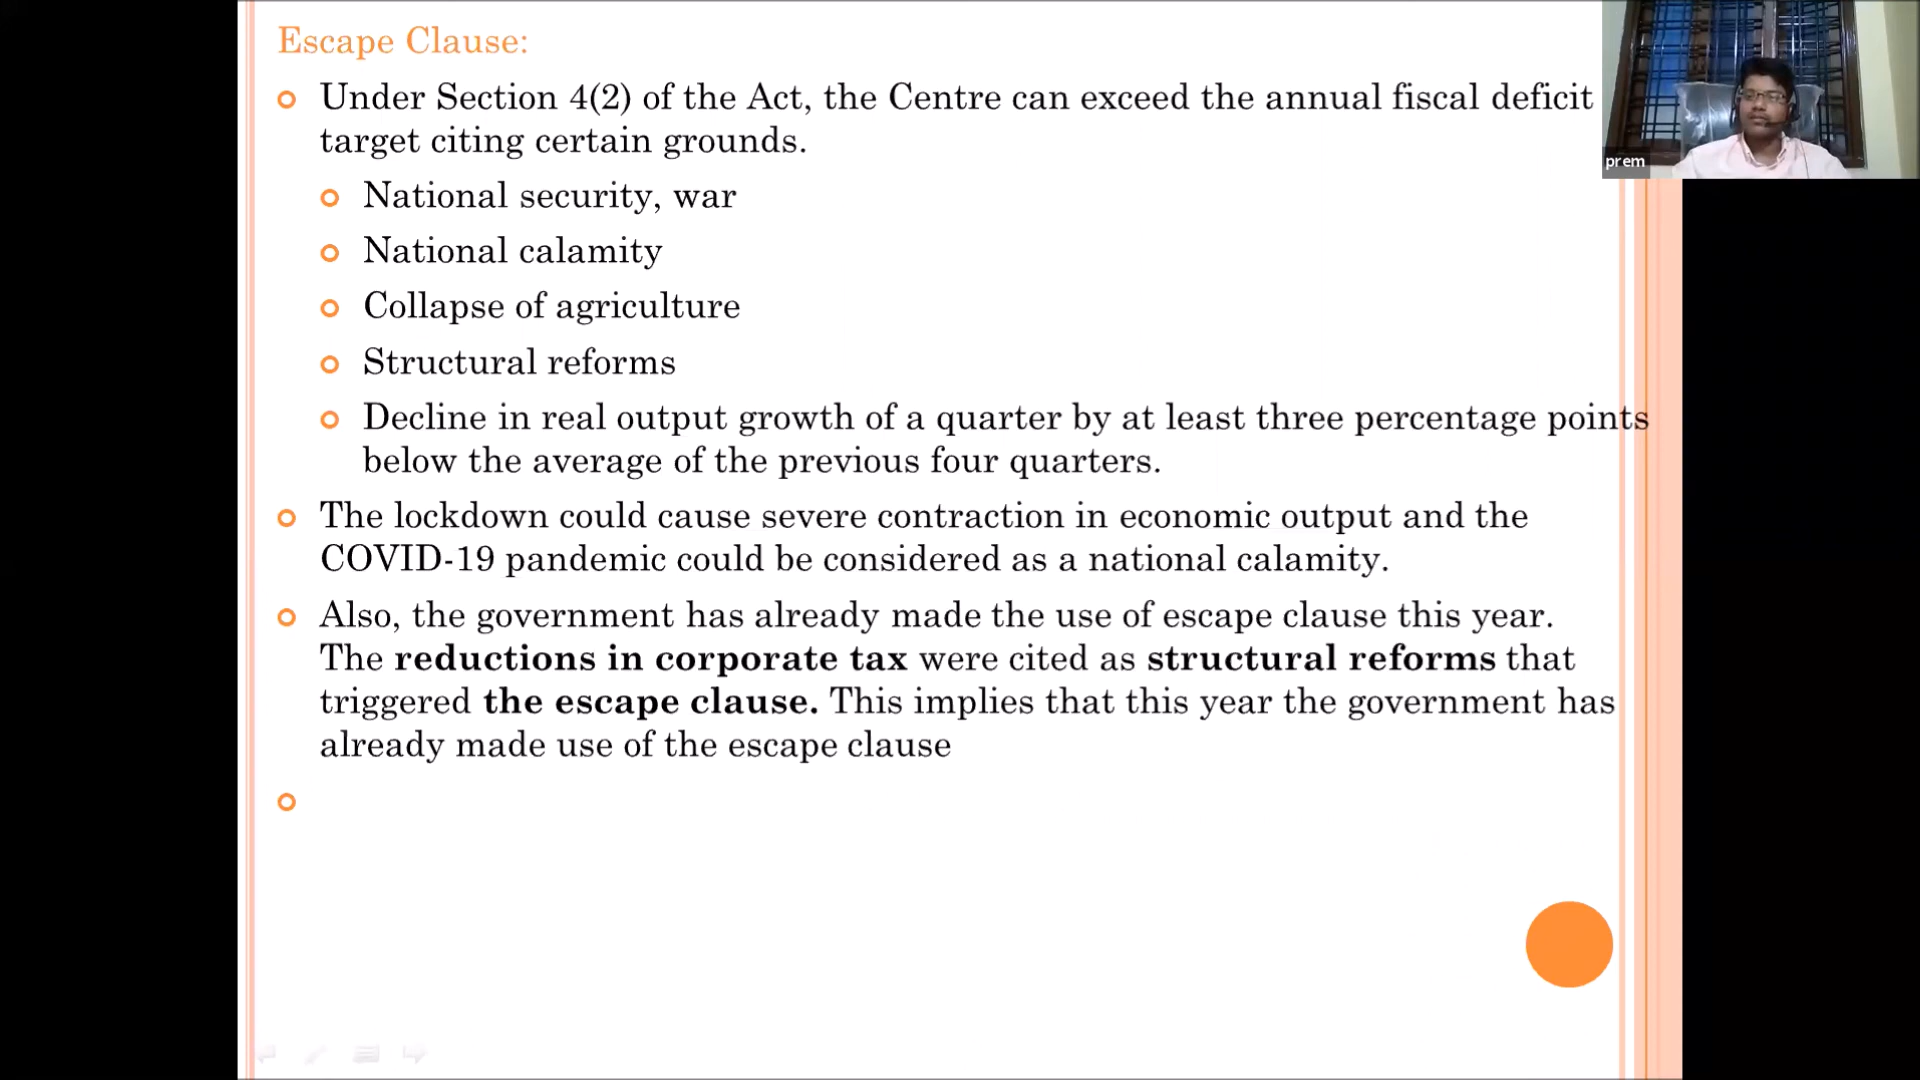 Escape Clause:
Under Section 4(2) of the Act, the Centre can exceed the annual fiscal deficit
target citing certain grounds.
National security, war
National calamity
Collapse of agriculture
Structural reforms
Decline in real output growth of a quarter by at least three percentage points
below the average of the previous four quarters.
The lockdown could cause severe contraction in economic output and the
COVID-19 pandemic could be considered as a national calamity.
Also, the government has already made the use of escape clause this year.
The reductions in corporate tax were cited as structural reforms that
triggered the escape clause. This implies that this year the government has
already made use of the escape clause
prem